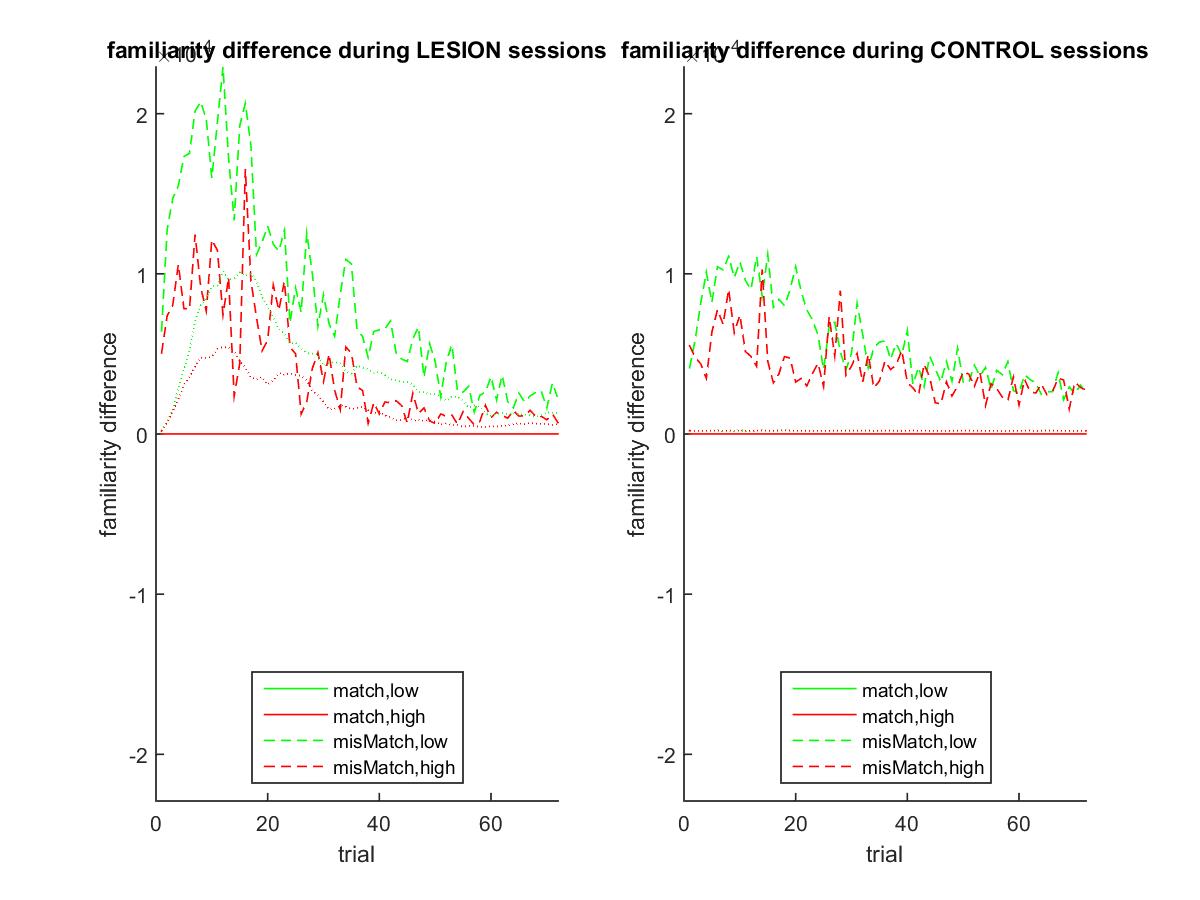 familiarity difference during LESION sessions
familiarity difference during CONTROL sessions
2
1
0
-1
-2
familiarity difference
match,low
match,high
misMatch,low
misMatch,high
0
20
40
60
trial
2
1
0
-1
-2
familiarity difference
match,low
match,high
misMatch,low
misMatch,high
0
20
40
60
trial